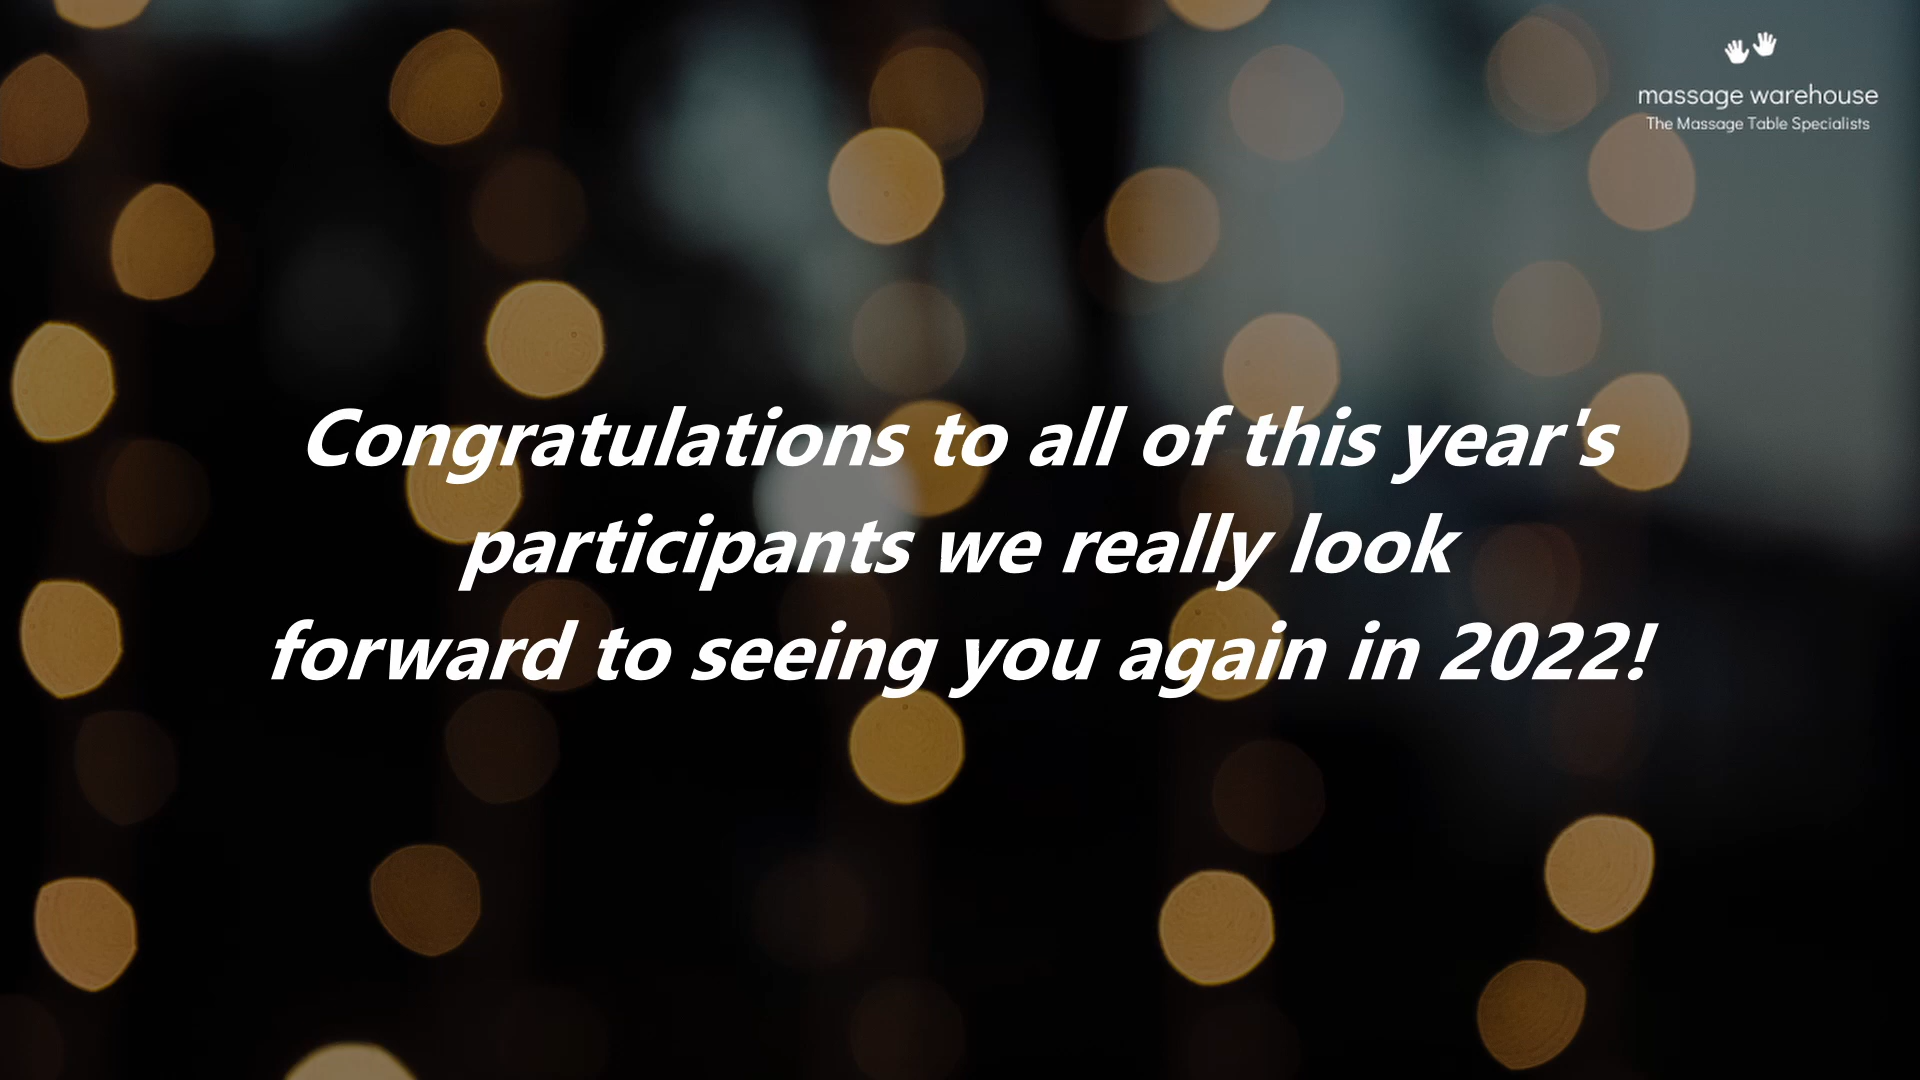 massage warehouse
The Massage Table Specialists
Congratulations to all of this year's
participants we really look
forward to seeing you again in 2022!